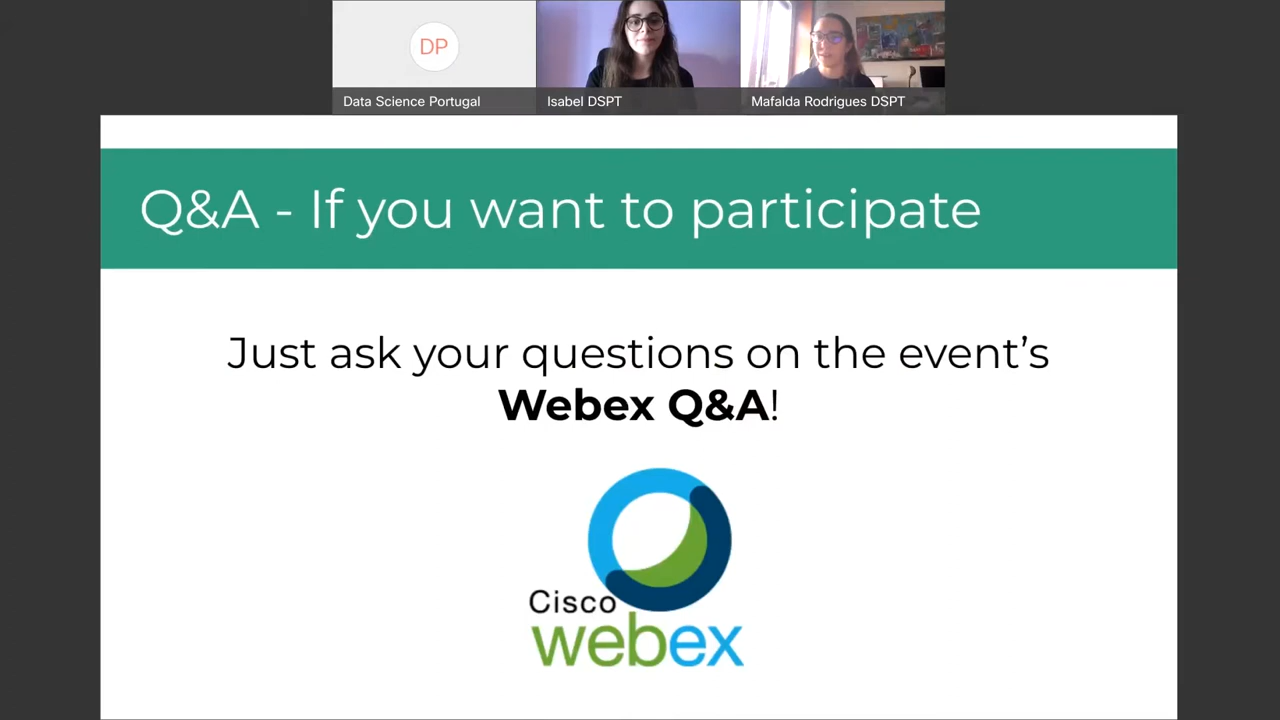 DP
Data Science Portugal
Isabel DSPT
Mafalda Rodrigues DSPT
Q&A - If you want to participate
Just ask your questions on the event’s
Webex Q&A!
Cisco
webex